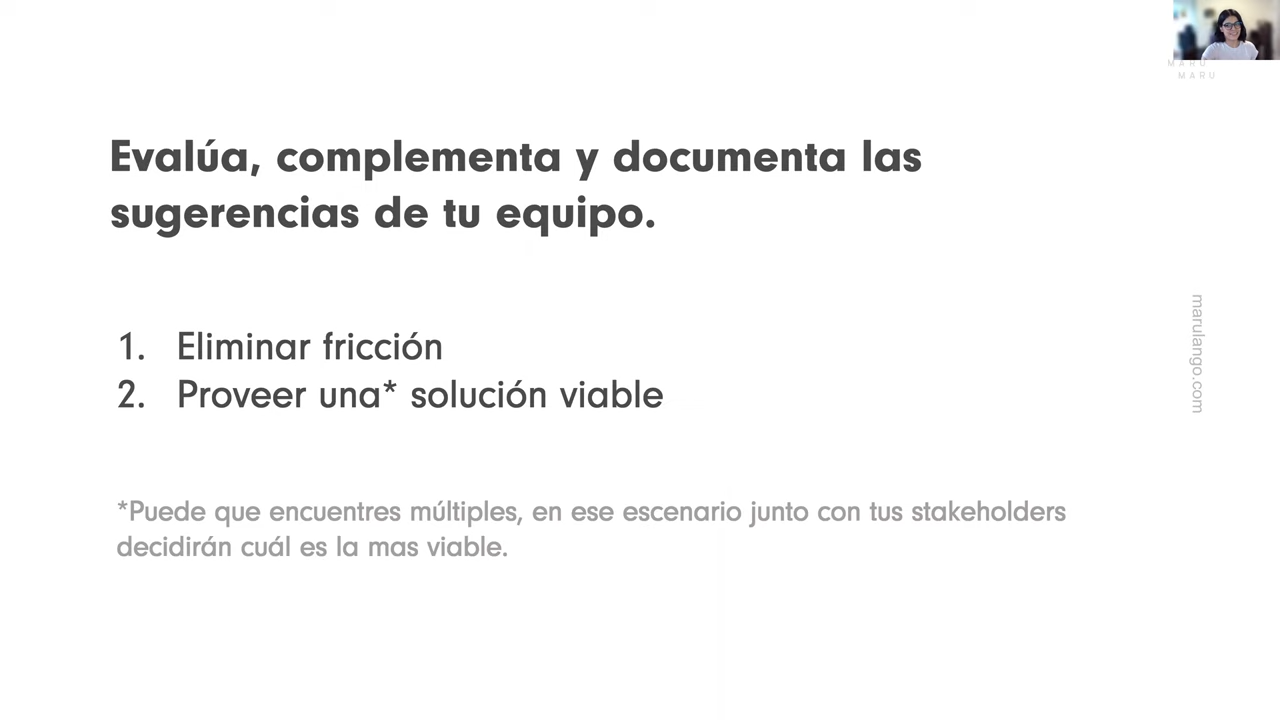 MARU
MARU
Evalúa, complementa y documenta las
sugerencias de tu equipo.
1. Eliminar fricción
2. Proveer una* solución viable
*Puede que encuentres múltiples, en ese escenario junto con tus stakeholders
decidirán cuál es la mas viable.
marulango.com